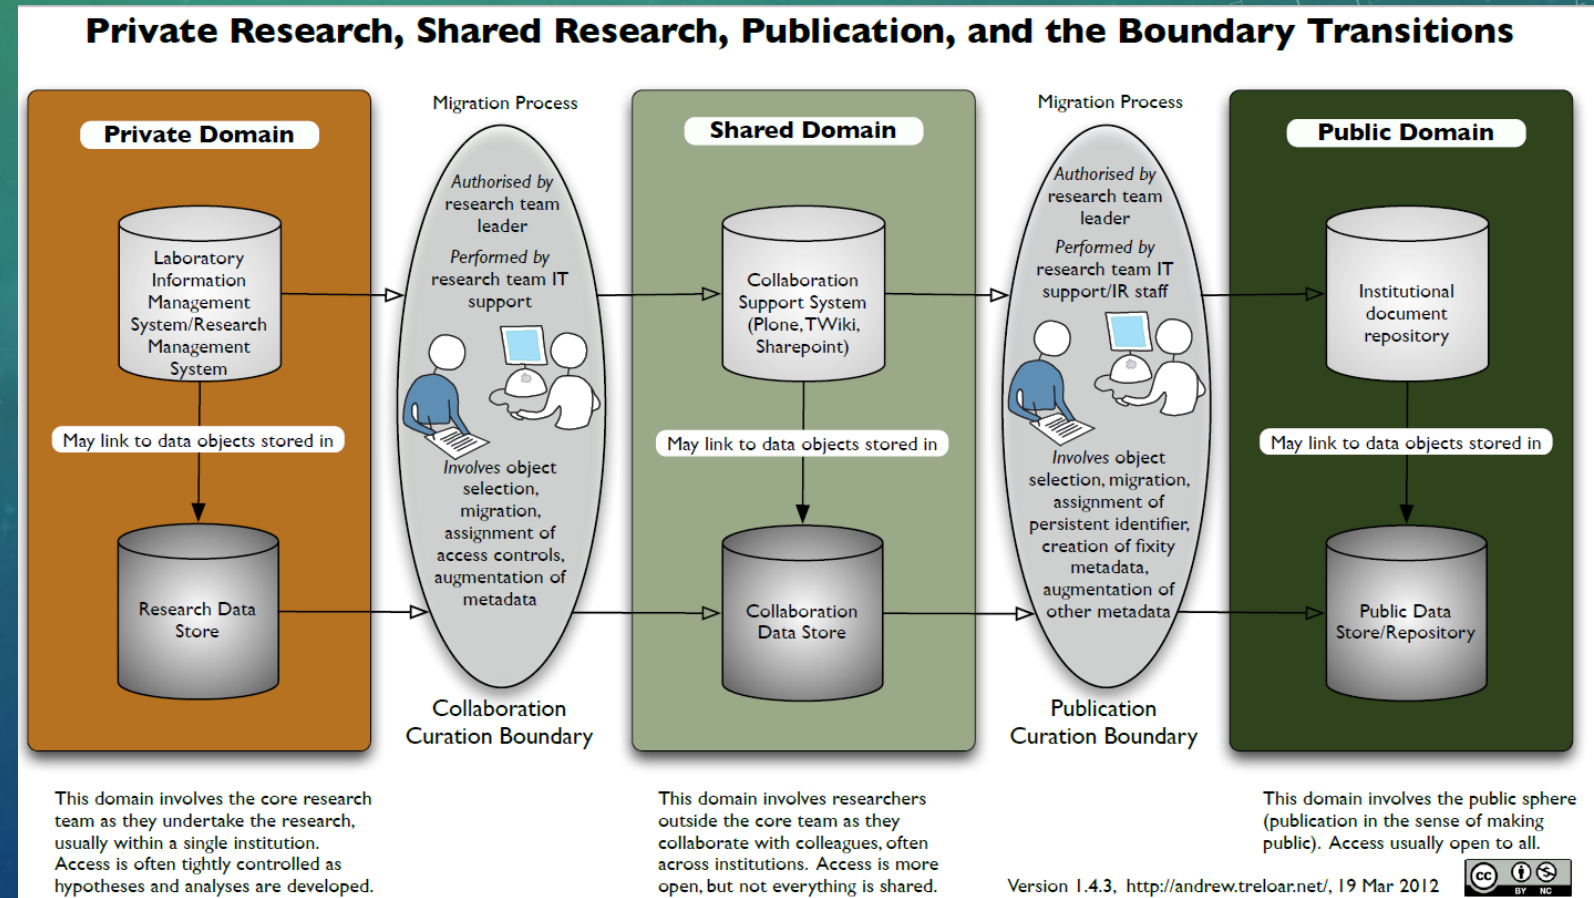 Private Research, Shared Research, Publication, and the Boundary Transitions
Private Domain
Laboratory
Information
Management
System/Research
Management
System
May link to data objects stored in
Research Data
Store
This domain involves the core research
team as they undertake the research,
usually within a single institution.
Access is often tightly controlled as
hypotheses and analyses are developed.
Migration Process
Authorised by
research team
leader
Performed by
research team IT
support
Involves object
selection,
migration,
assignment of
access controls,
augmentation of
metadata
Collaboration
Curation Boundary
Shared Domain
Collaboration
Support System
(Plone, TWiki,
Sharepoint)
May link to data objects stored in
Collaboration
Data Store
This domain involves researchers
outside the core team as they
collaborate with colleagues, often
across institutions. Access is more
open, but not everything is shared.
Migration Process
Authorised by
research team
leader
Performed by
research team IT
support/IR staff
Involves object
selection, migration,
assignment of
persistent identifier,
creation of fixity
metadata,
augmentation of
other metadata
Publication
Curation Boundary
Public Domain
Institutional
document
repository
May link to data objects stored in
Public Data
Store/Repository
This domain involves the public sphere
(publication in the sense of making
public). Access usually open to all.
Version 1.4.3, http://andrew.treloar.net/, 19 Mar 2012
cc
BY NC